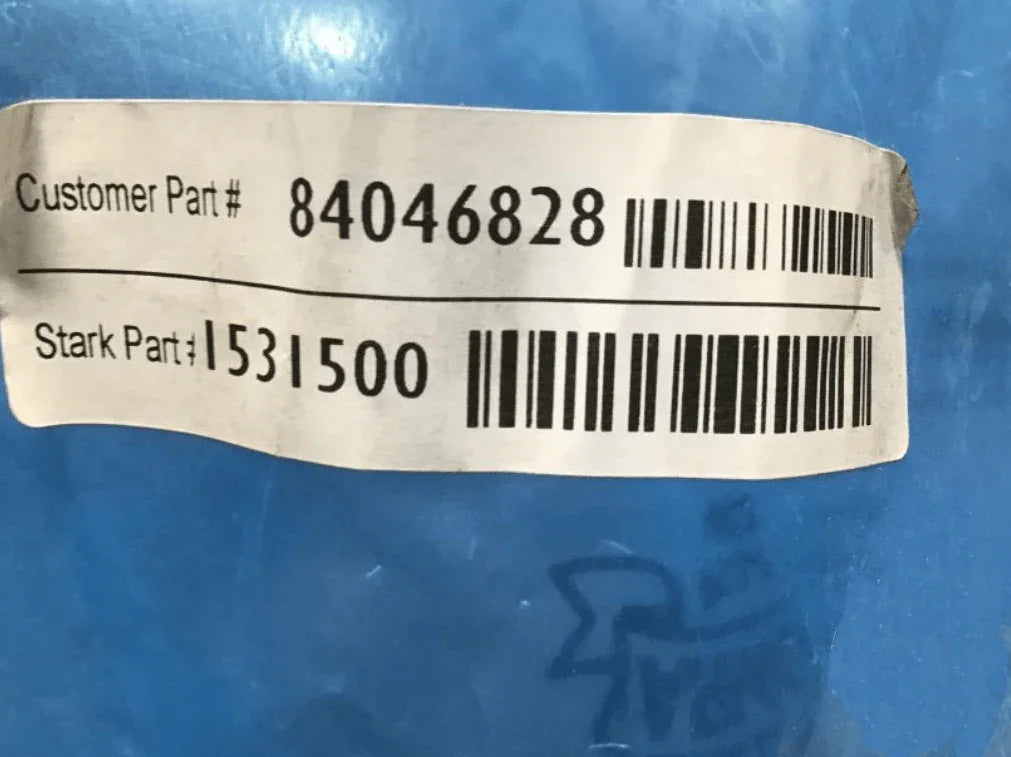 Customer Part # 84046828
Stark Part # 1531500